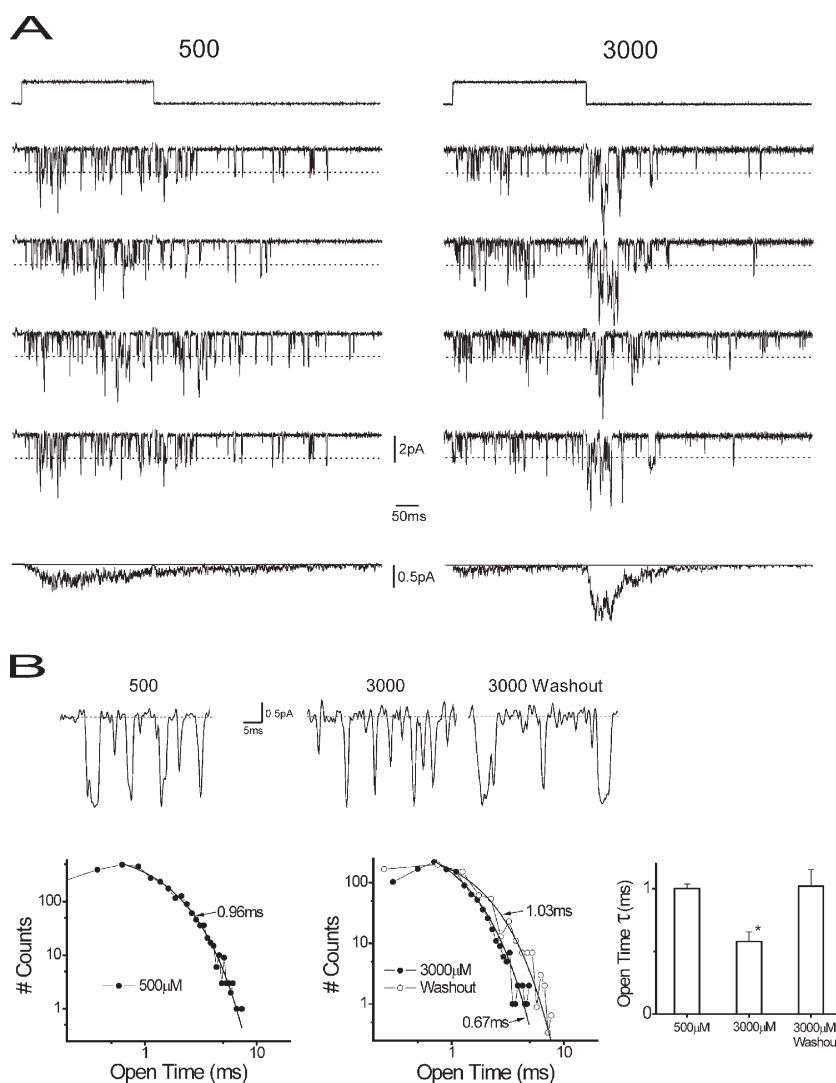 A
500 3000
2pA
50ms
0.5pA
B
500 3000 3000 Washout
0.5pA
5ms
100
10
1
# Counts
0.96ms
500μM
1 10
Open Time (ms)
100
10
1
# Counts
1.03ms
3000μM
Washout
0.67ms
1 10
Open Time (ms)
1
0
Open Time τ (ms)
*
500μM 3000μM 3000μM
Washout